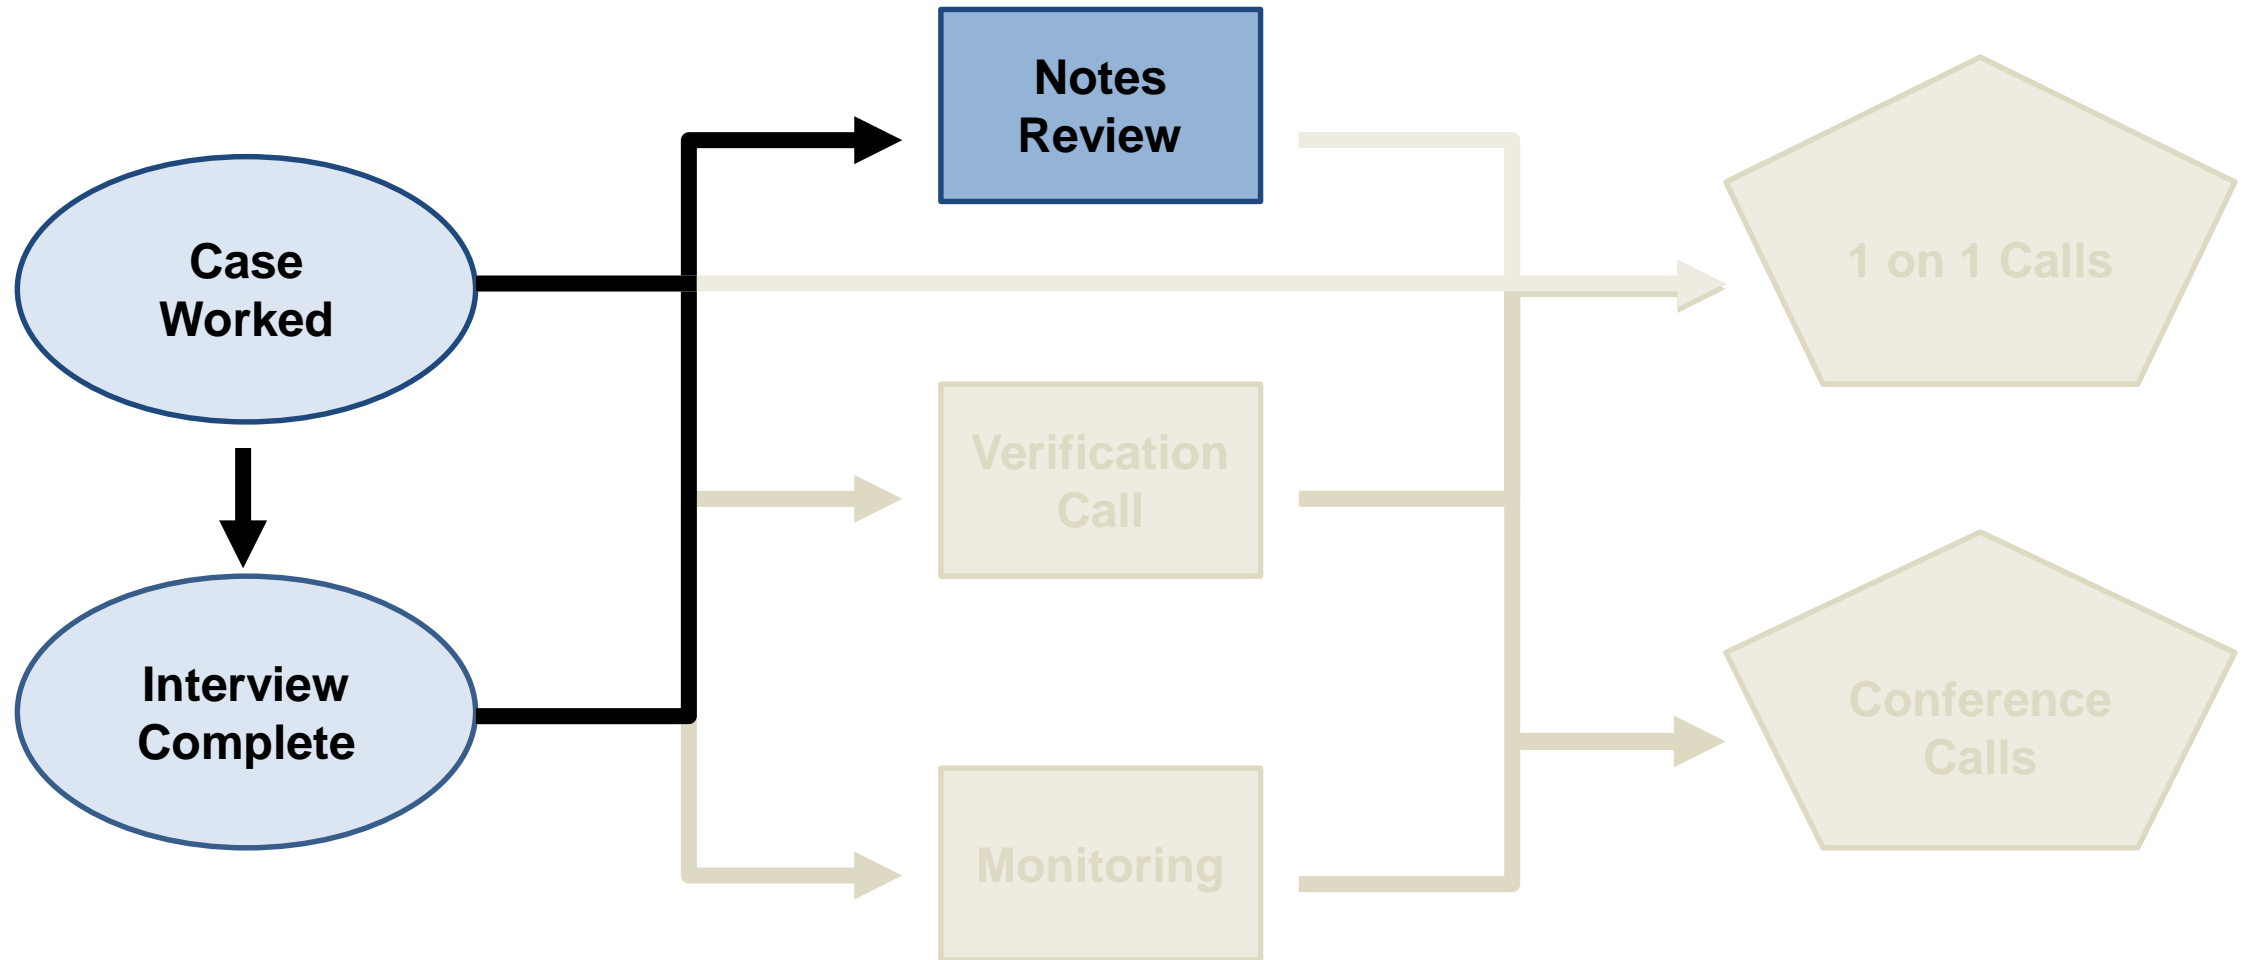 Notes
Review
Case
Worked
1 on 1 Calls
Verification
Call
Interview
Complete
Conference
Calls
Monitoring